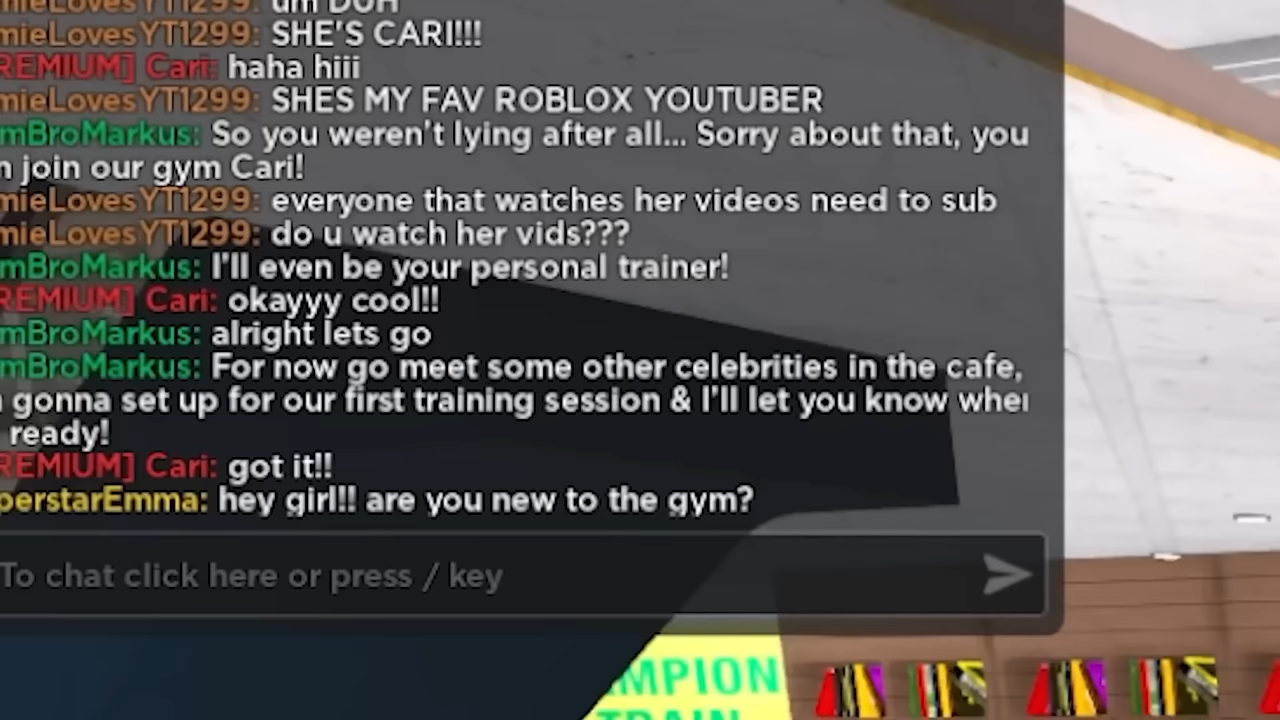 um DUH
mieLovesYT1299: SHE'S CARI!!!
REMIUM] Cari: haha hiii
mieLovesYT1299: SHES MY FAV ROBLOX YOUTUBER
mBroMarkus: So you weren't lying after all... Sorry about that, you
n join our gym Cari!
mieLovesYT1299: everyone that watches her videos need to sub
mieLovesYT1299: do u watch her vids???
mBroMarkus: I'll even be your personal trainer!
REMIUM] Cari: okayyy cool!!
mBroMarkus: alright lets go
mBroMarkus: For now go meet some other celebrities in the cafe,
gonna set up for our first training session & I'll let you know when
ready!
REMIUM] Cari: got it!!
perstarEmma: hey girl!! are you new to the gym?
To chat click here or press / key
MPION
TRAIN